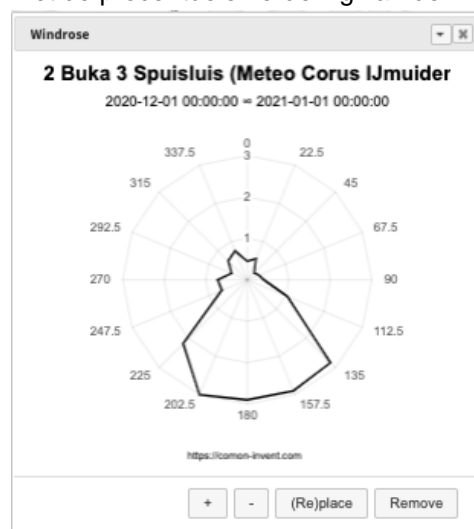 Windrose
2 Buka 3 Spuisluis (Meteo Corus IJmuider
2020-12-01 00:00:00 = 2021-01-01 00:00:00
0
337.5 22.5
3
315 45
2
292.5 67.5
1
270 90
247.5 112.5
225 135
202.5 157.5
180
https://comon-invent.com
+ - (Re)place Remove